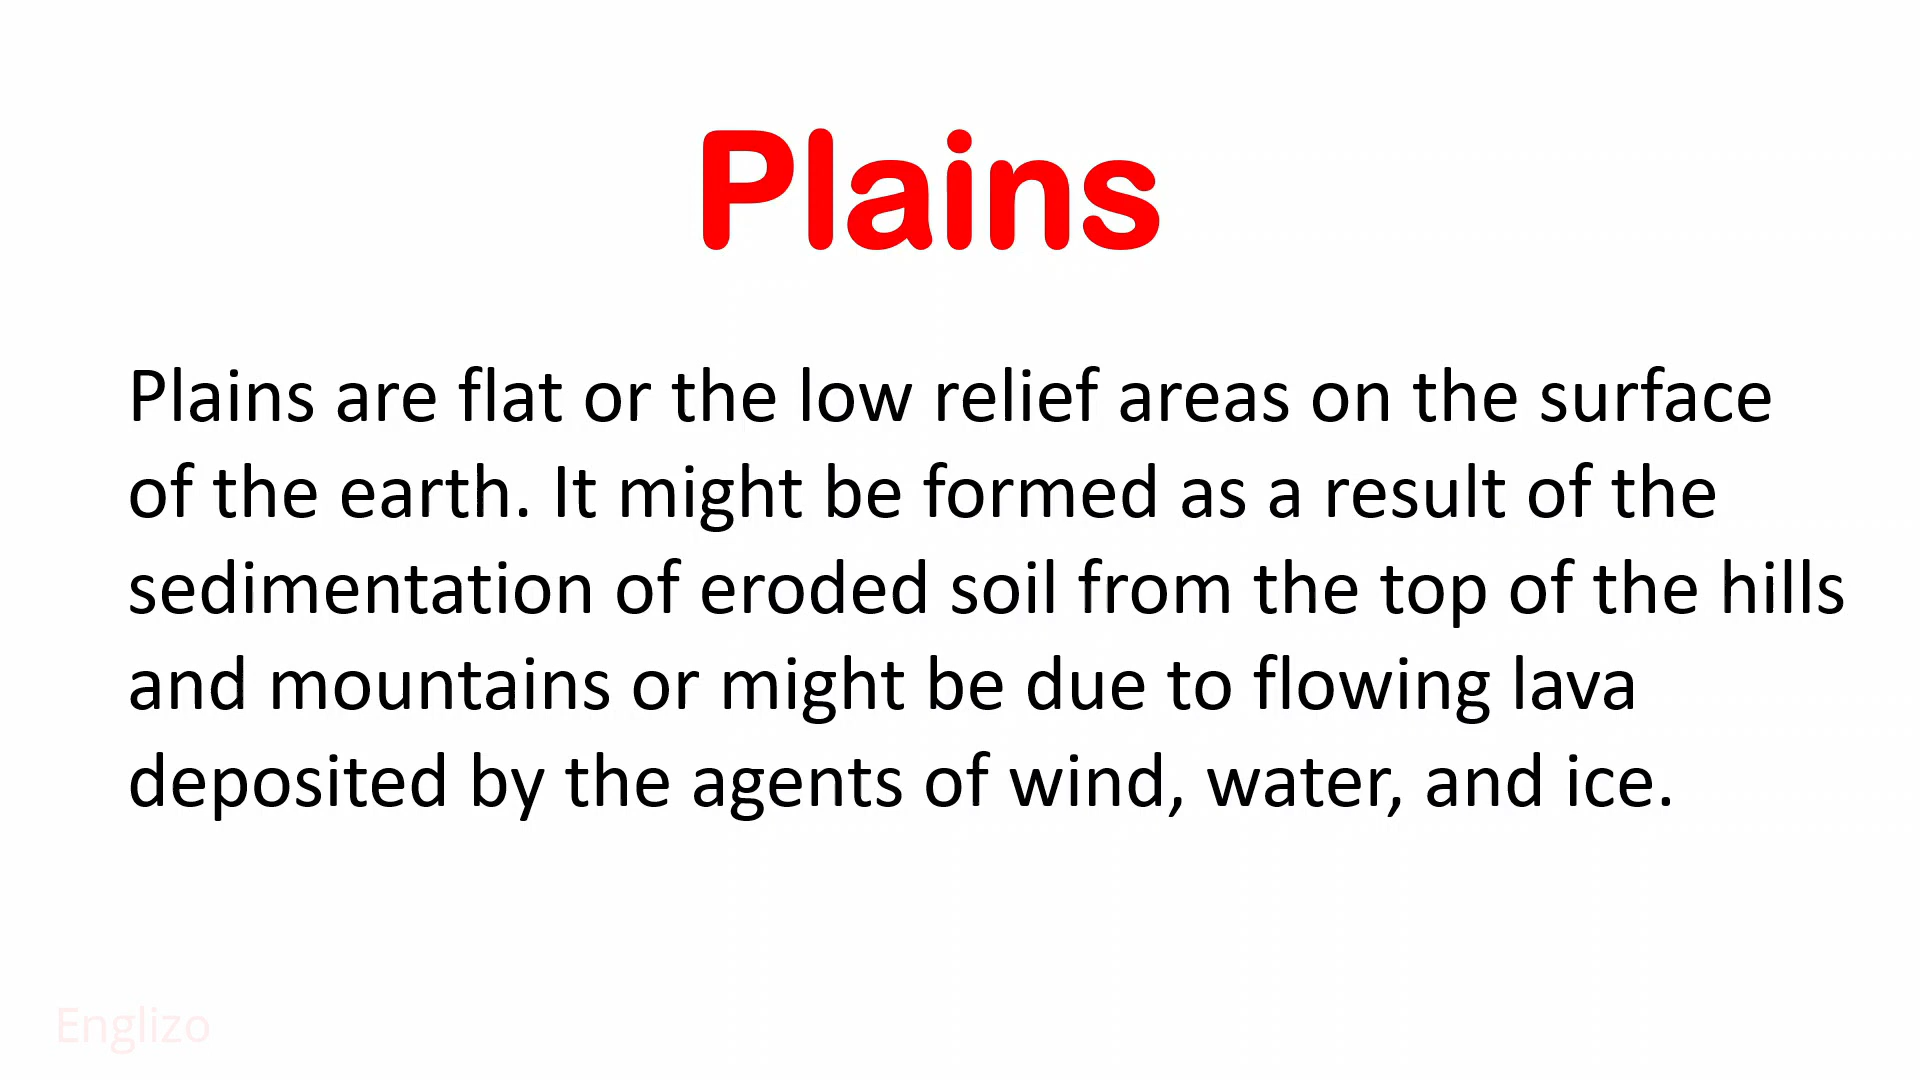 Plains
Plains are flat or the low relief areas on the surface
of the earth. It might be formed as a result of the
sedimentation of eroded soil from the top of the hills
and mountains or might be due to flowing lava
deposited by the agents of wind, water, and ice.
Englizo